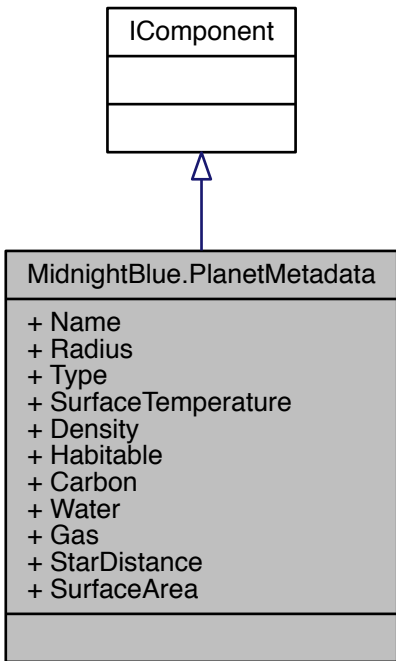 IComponent
MidnightBlue.PlanetMetadata
+ Name
+ Radius
+ Type
+ SurfaceTemperature
+ Density
+ Habitable
+ Carbon
+ Water
+ Gas
+ StarDistance
+ SurfaceArea